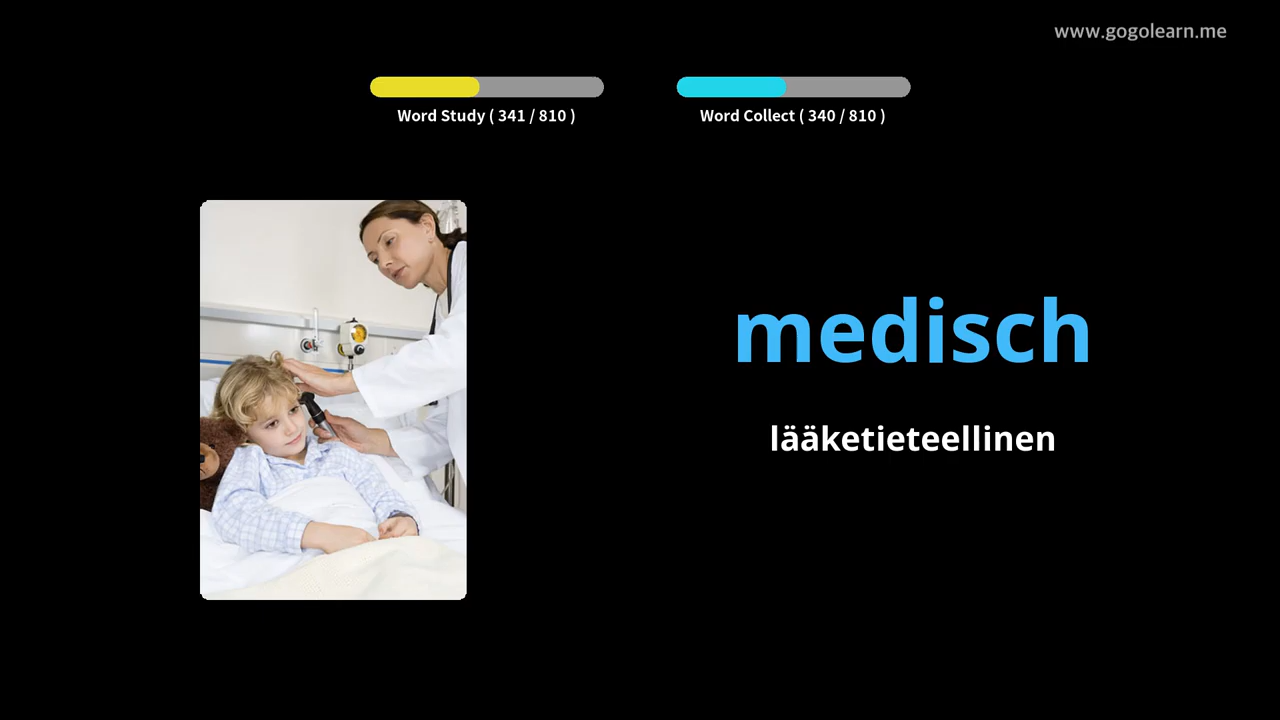 www.gogolearn.me
Word Study ( 341 / 810 )
Word Collect ( 340 / 810 )
medisch
lääketieteellinen